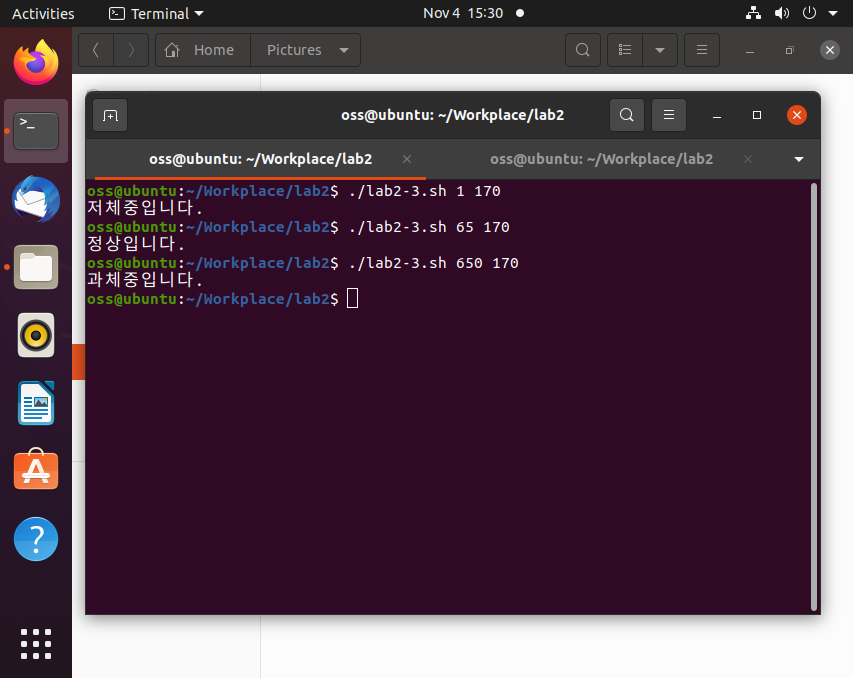 Activities Terminal Nov 4 15:30
Home Pictures
oss@ubuntu: ~/Workplace/lab2
oss@ubuntu: ~/Workplace/lab2 oss@ubuntu: ~/Workplace/lab2
oss@ubuntu:~/Workplace/lab2$ ./lab2-3.sh 1 170
저체중입니다.
oss@ubuntu:~/Workplace/lab2$ ./lab2-3.sh 65 170
정상입니다.
oss@ubuntu:~/Workplace/lab2$ ./lab2-3.sh 650 170
과체중입니다.
oss@ubuntu:~/Workplace/lab2$